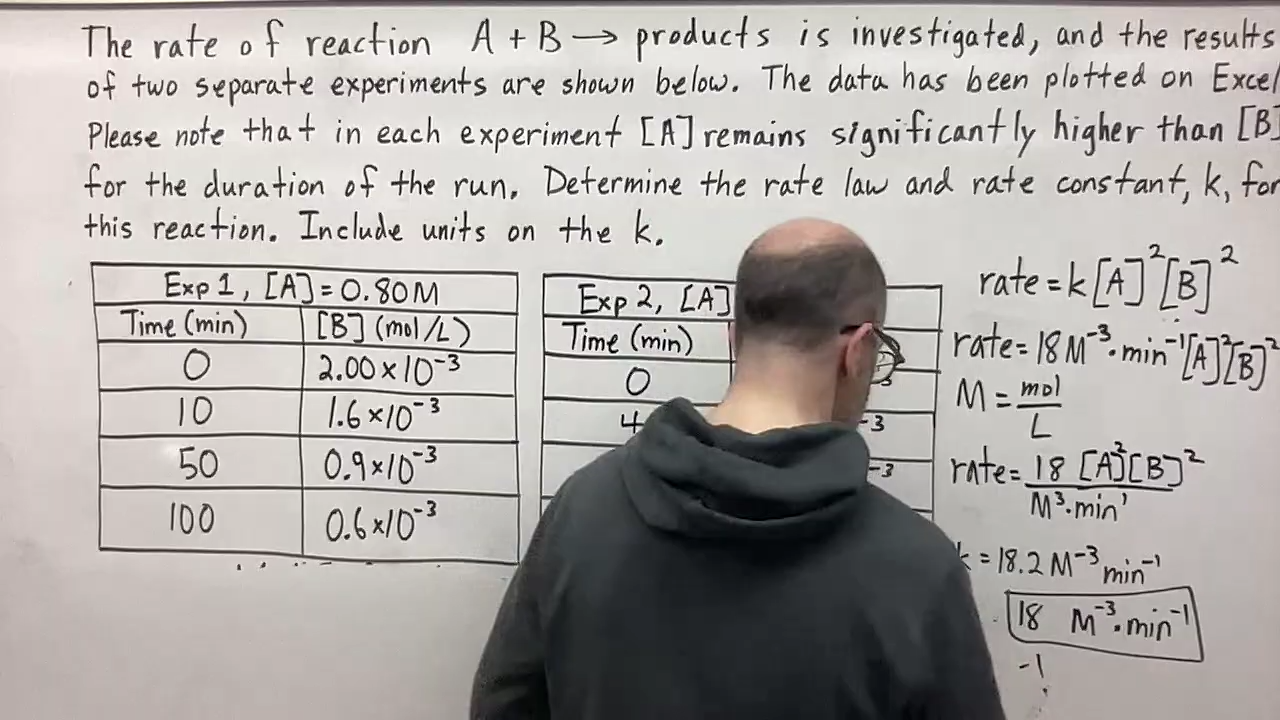 The rate of reaction A + B → products is investigated, and the results
of two separate experiments are shown below. The data has been plotted on Excel
Please note that in each experiment [A] remains significantly higher than [B]
for the duration of the run. Determine the rate law and rate constant, k, for
this reaction. Include units on the k.
Exp 1, [A] = 0.80M
Time (min) [B] (mol/L)
0 2.00 × 10⁻³
10 1.6 × 10⁻³
50 0.9 × 10⁻³
100 0.6 × 10⁻³
Exp 2, [A]
Time (min)
0
4
⁻³
⁻³
rate = k[A]²[B]²
rate = 18 M⁻³·min⁻¹[A]²[B]²
M = mol/L
rate = 18 [A]²[B]²
M³·min¹
k = 18.2 M⁻³ min⁻¹
18 M⁻³·min⁻¹
-1